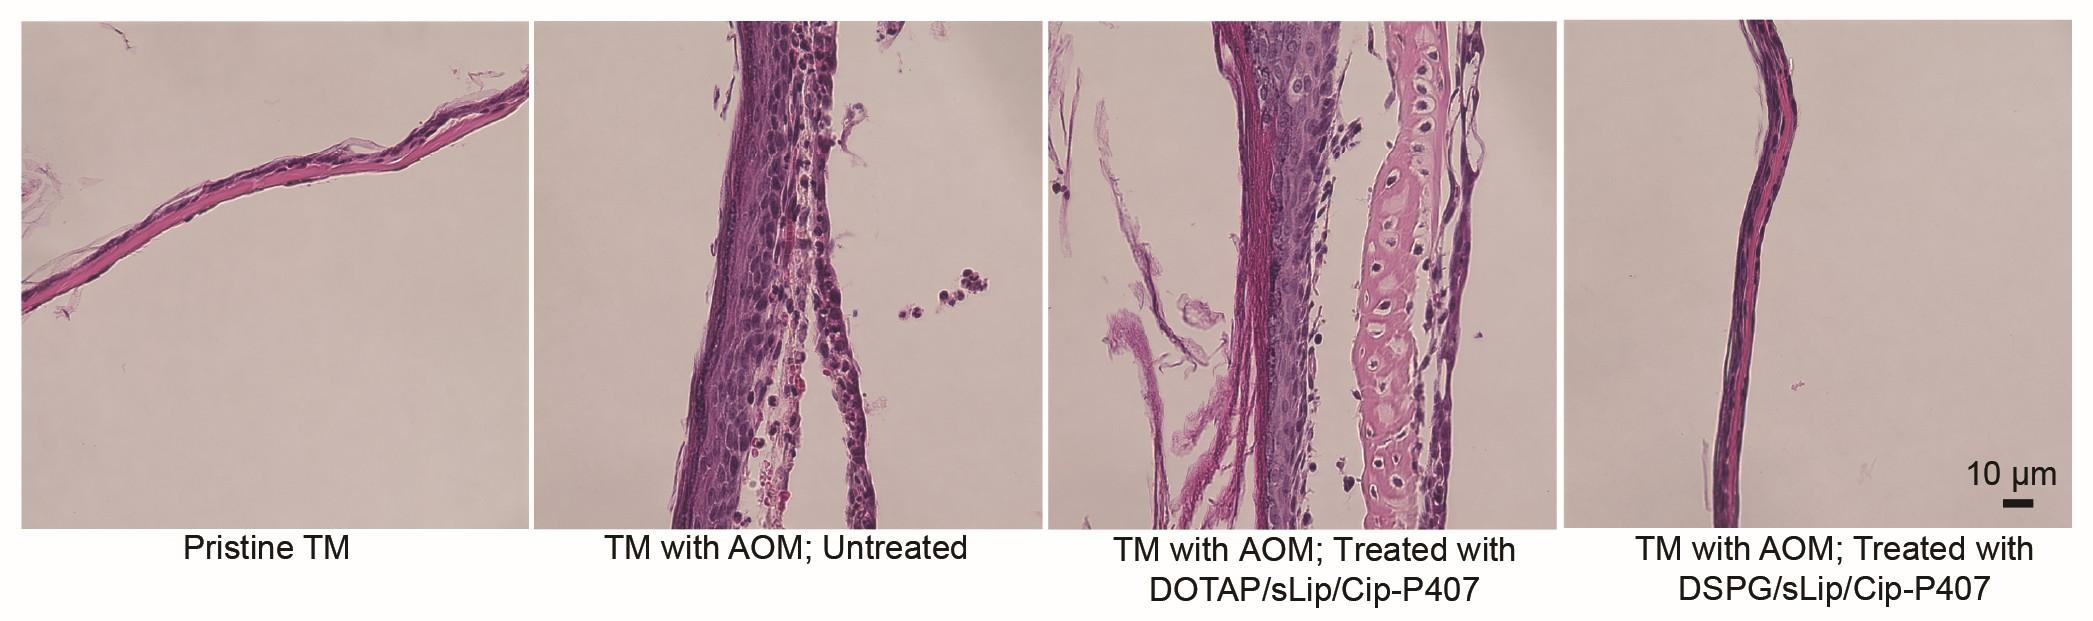 10 µm
Pristine TM
TM with AOM; Untreated
TM with AOM; Treated with
DOTAP/sLip/Cip-P407
TM with AOM; Treated with
DSPG/sLip/Cip-P407